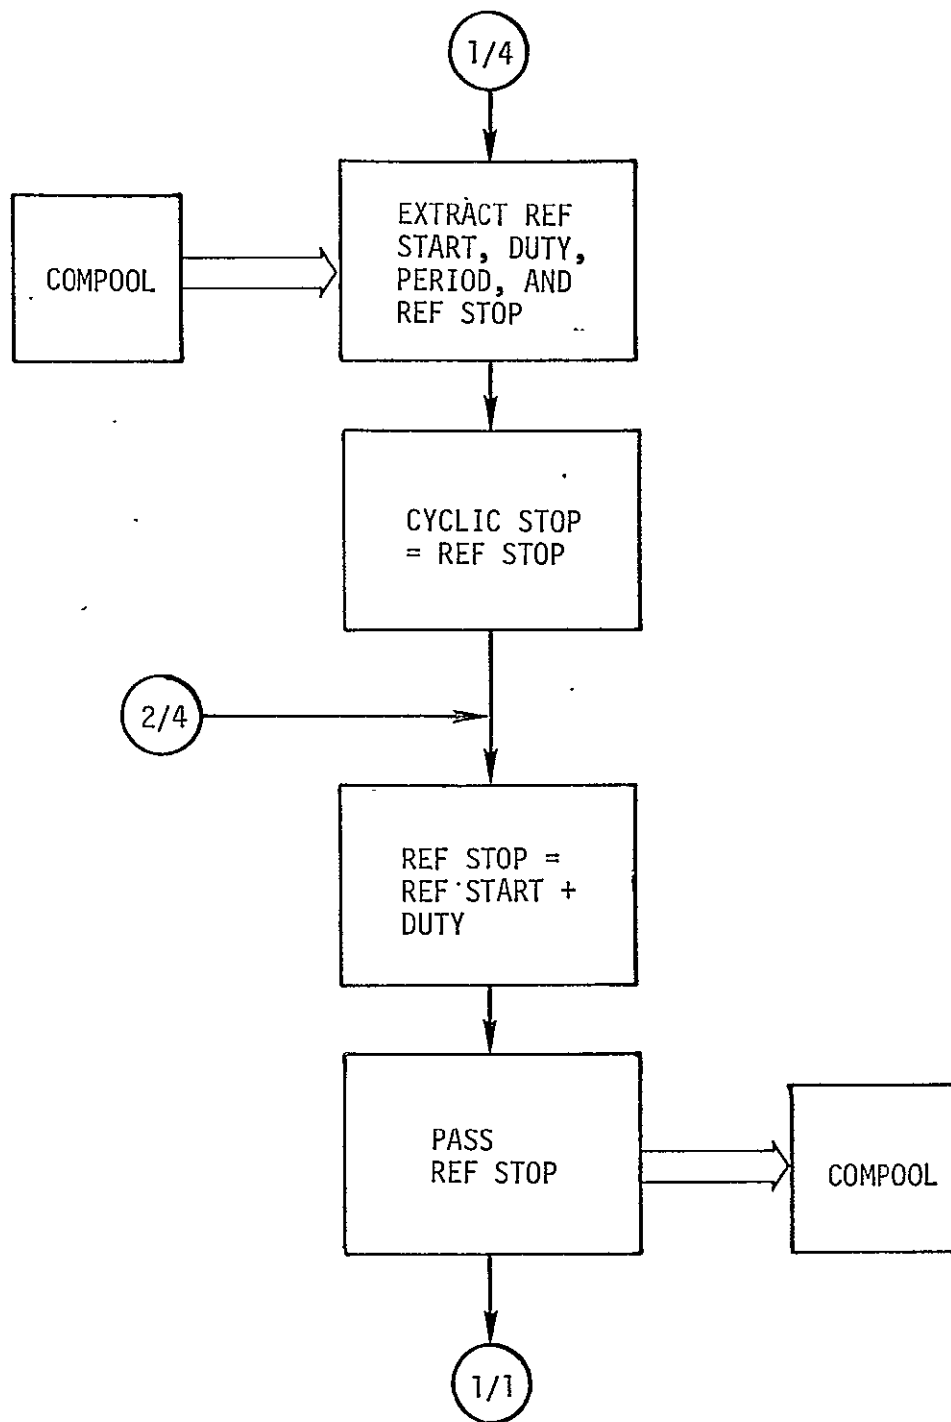 1/4
COMPOOL
EXTRACT REF
START, DUTY,
PERIOD, AND
REF STOP
CYCLIC STOP
= REF STOP
2/4
REF STOP =
REF START +
DUTY
PASS
REF STOP
COMPOOL
1/1